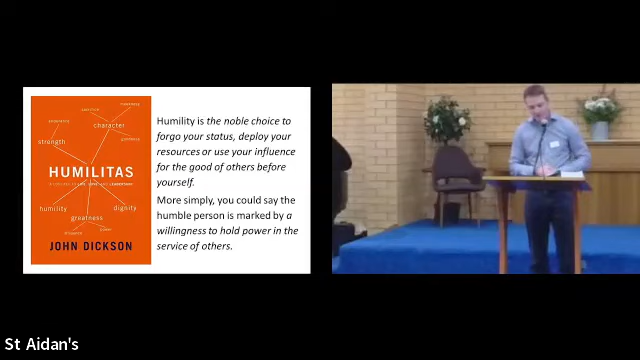 character
strength
HUMILITAS
humility
dignity
greatness
JOHN DICKSON
Humility is the noble choice to
forgo your status, deploy your
resources or use your influence
for the good of others before
yourself.
More simply, you could say the
humble person is marked by a
willingness to hold power in the
service of others.
St Aidan's